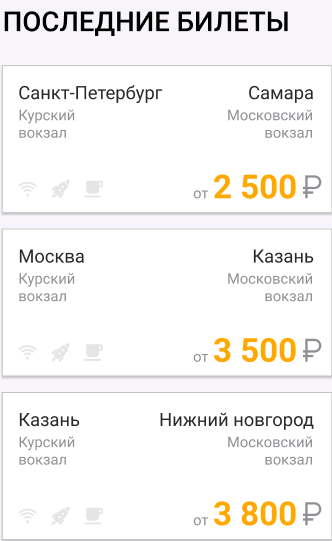 ПОСЛЕДНИЕ БИЛЕТЫ
Санкт-Петербург Самара
Курский Московский
вокзал вокзал
от 2 500 ₽
Москва Казань
Курский Московский
вокзал вокзал
от 3 500 ₽
Казань Нижний новгород
Курский Московский
вокзал вокзал
от 3 800 ₽